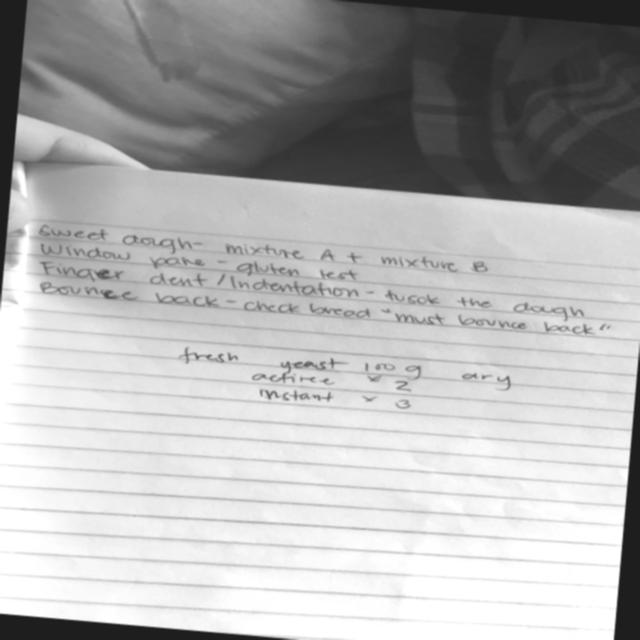 Sweet dough - mixture A + mixture B
Window pane - gluten test
Finger dent / Indentation - the dough
Bounce back - check bread "must bounce back"
fresh yeast 100 g dry
active 2
instant 3